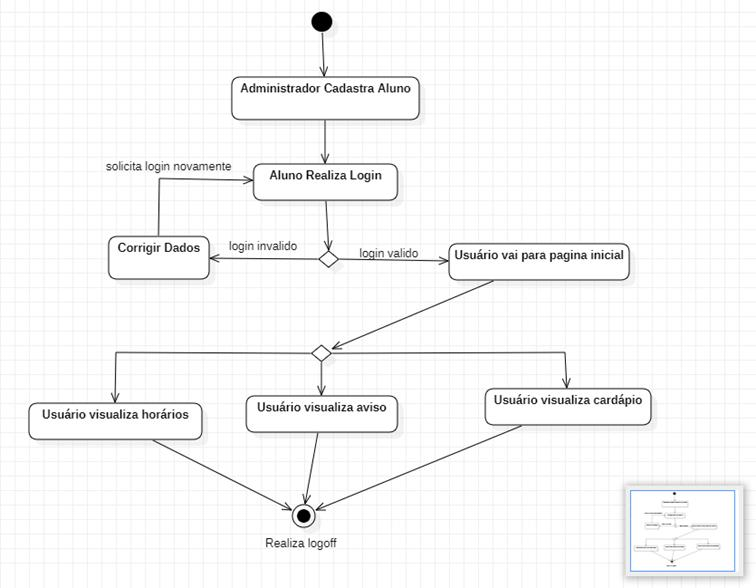 Administrador Cadastra Aluno
solicita login novamente
Aluno Realiza Login
Corrigir Dados
login invalido
login valido
Usuário vai para pagina inicial
Usuário visualiza horários
Usuário visualiza aviso
Usuário visualiza cardápio
Realiza logoff